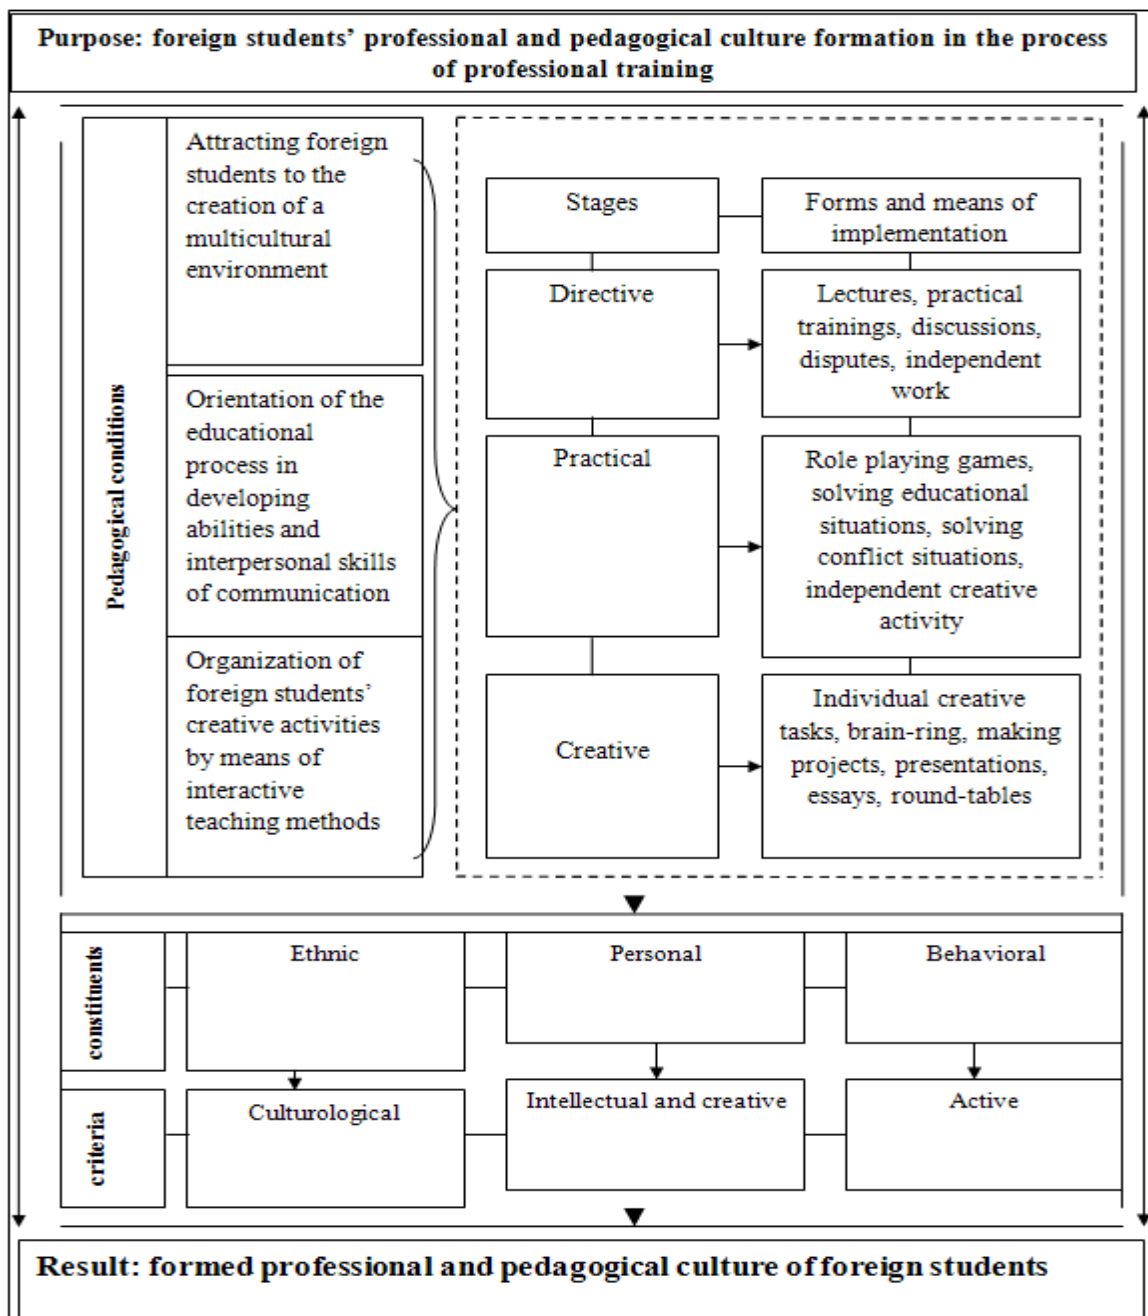 Purpose: foreign students’ professional and pedagogical culture formation in the process
of professional training
Pedagogical conditions
Attracting foreign
students to the
creation of a
multicultural
environment
Orientation of the
educational
process in
developing
abilities and
interpersonal skills
of communication
Organization of
foreign students’
creative activities
by means of
interactive
teaching methods
Stages
Forms and means of
implementation
Directive
Lectures, practical
trainings, discussions,
disputes, independent
work
Practical
Role playing games,
solving educational
situations, solving
conflict situations,
independent creative
activity
Creative
Individual creative
tasks, brain-ring, making
projects, presentations,
essays, round-tables
constituents
Ethnic
Personal
Behavioral
criteria
Culturological
Intellectual and creative
Active
Result: formed professional and pedagogical culture of foreign students